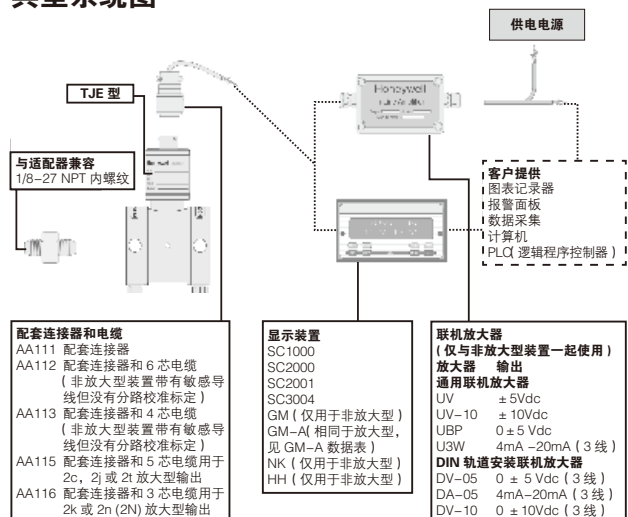 典型系统图
供电电源
TJE 型
Honeywell
In-Line Amplifier
与适配器兼容
1/8-27 NPT 内螺纹
客户提供
图表记录器
报警面板
数据采集
计算机
PLC( 逻辑程序控制器 )
配套连接器和电缆
AA111 配套连接器
AA112 配套连接器和 6 芯电缆
( 非放大型装置带有敏感导
线但没有分路校准标定 )
AA113 配套连接器和 4 芯电缆
( 非放大型装置带有敏感导
线但没有分路校准标定 )
AA115 配套连接器和 5 芯电缆用于
2c，2j 或 2t 放大型输出
AA116 配套连接器和 3 芯电缆用于
2k 或 2n (2N) 放大型输出
显示装置
SC1000
SC2000
SC2001
SC3004
GM ( 仅用于非放大型 )
GM-A( 相同于放大型，
见 GM-A 数据表 )
NK ( 仅用于非放大型 )
HH ( 仅用于非放大型 )
联机放大器
( 仅与非放大型装置一起使用 )
放大器 输出
通用联机放大器
UV ± 5Vdc
UV-10 ± 10Vdc
UBP 0 ± 5 Vdc
U3W 4mA -20mA ( 3 线 )
DIN 轨道安装联机放大器
DV-05 0 ± 5 Vdc ( 3 线 )
DA-05 4mA-20mA ( 3 线 )
DV-10 0 ± 10Vdc ( 3 线 )